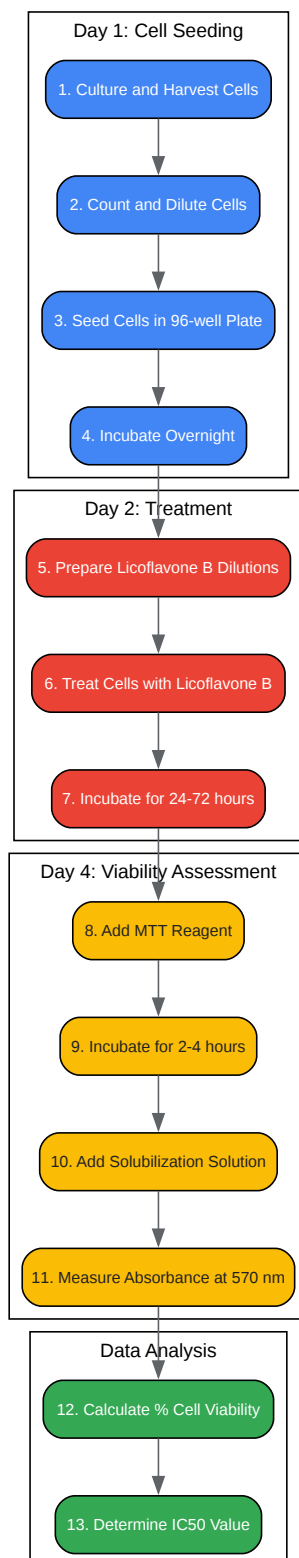 Day 1: Cell Seeding
1. Culture and Harvest Cells
2. Count and Dilute Cells
3. Seed Cells in 96-well Plate
4. Incubate Overnight
Day 2: Treatment
5. Prepare Licoflavone B Dilutions
6. Treat Cells with Licoflavone B
7. Incubate for 24-72 hours
Day 4: Viability Assessment
8. Add MTT Reagent
9. Incubate for 2-4 hours
10. Add Solubilization Solution
11. Measure Absorbance at 570 nm
Data Analysis
12. Calculate % Cell Viability
13. Determine IC50 Value